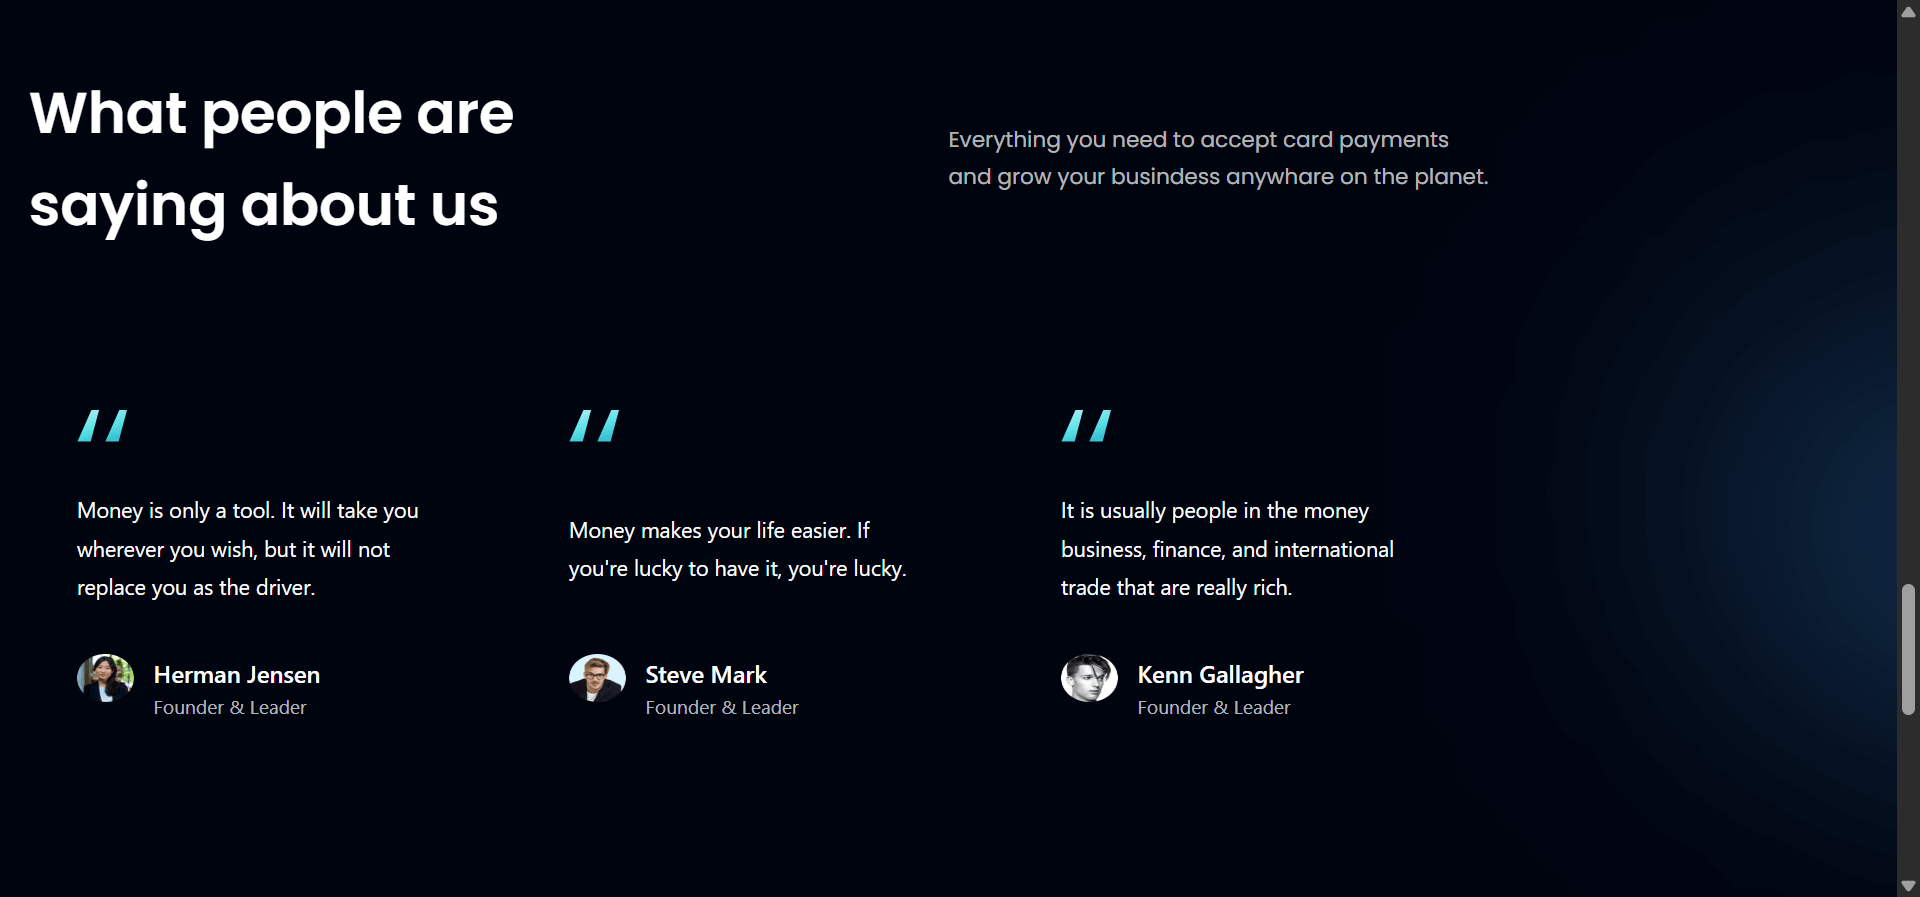 What people are
saying about us
Everything you need to accept card payments
and grow your busindess anywhare on the planet.
Money is only a tool. It will take you
wherever you wish, but it will not
replace you as the driver.
Herman Jensen
Founder & Leader
Money makes your life easier. If
you're lucky to have it, you're lucky.
Steve Mark
Founder & Leader
It is usually people in the money
business, finance, and international
trade that are really rich.
Kenn Gallagher
Founder & Leader